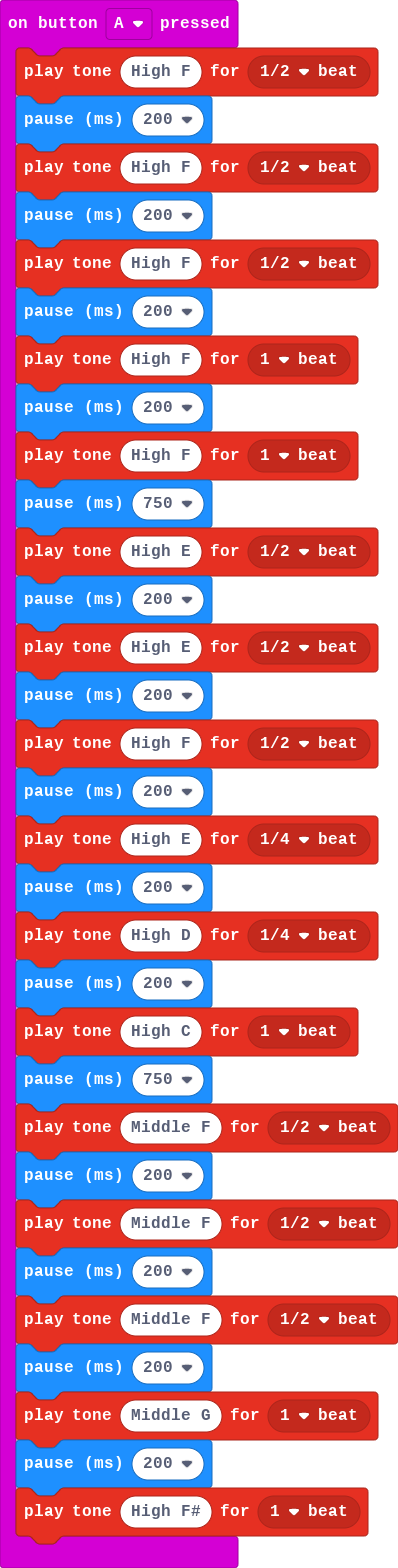 on button A pressed
play tone High F for 1/2 beat
pause (ms) 200
play tone High F for 1/2 beat
pause (ms) 200
play tone High F for 1/2 beat
pause (ms) 200
play tone High F for 1 beat
pause (ms) 200
play tone High F for 1 beat
pause (ms) 750
play tone High E for 1/2 beat
pause (ms) 200
play tone High E for 1/2 beat
pause (ms) 200
play tone High F for 1/2 beat
pause (ms) 200
play tone High E for 1/4 beat
pause (ms) 200
play tone High D for 1/4 beat
pause (ms) 200
play tone High C for 1 beat
pause (ms) 750
play tone Middle F for 1/2 beat
pause (ms) 200
play tone Middle F for 1/2 beat
pause (ms) 200
play tone Middle F for 1/2 beat
pause (ms) 200
play tone Middle G for 1 beat
pause (ms) 200
play tone High F# for 1 beat